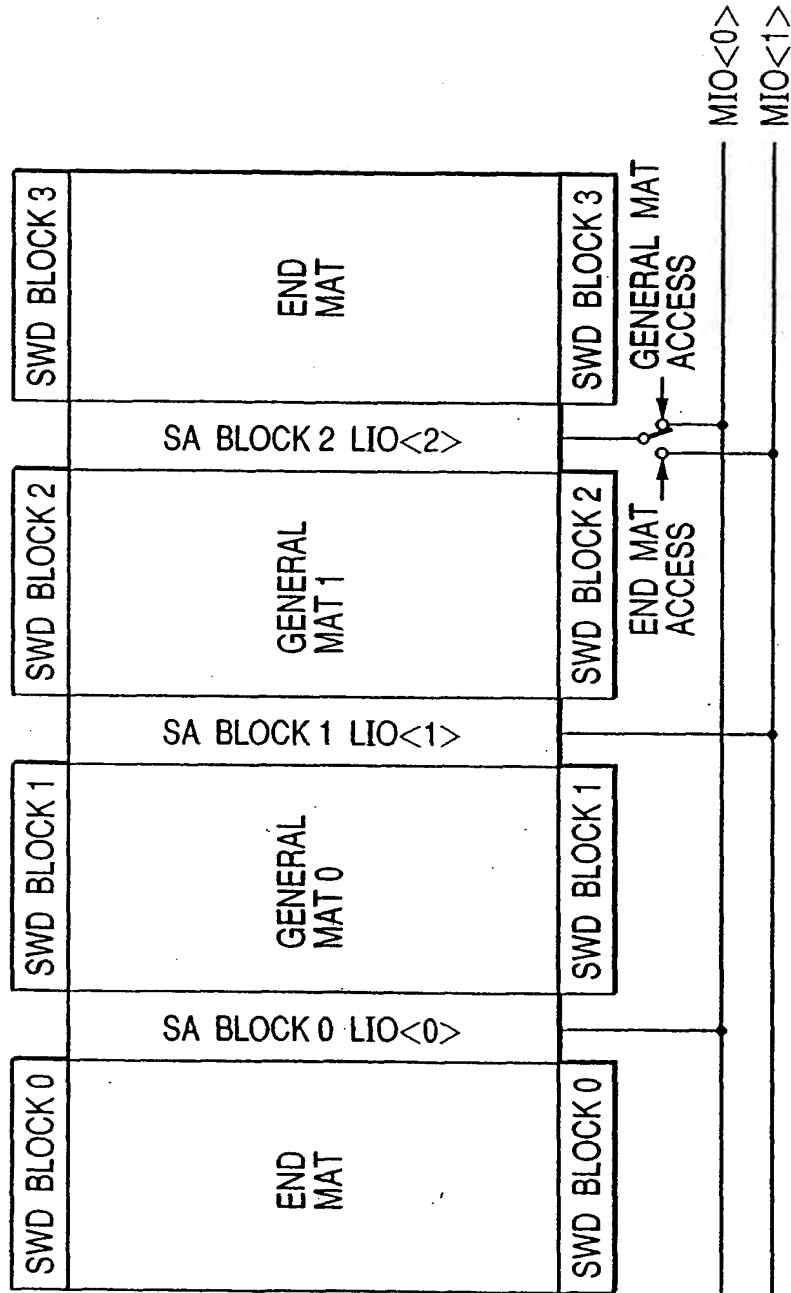 SWD BLOCK 0
SWD BLOCK 1
SWD BLOCK 2
SWD BLOCK 3
END
MAT
SA BLOCK 0 LIO<0>
GENERAL
MAT 0
SA BLOCK 1 LIO<1>
GENERAL
MAT 1
SA BLOCK 2 LIO<2>
END
MAT
SWD BLOCK 0
SWD BLOCK 1
SWD BLOCK 2
SWD BLOCK 3
END MAT
ACCESS
GENERAL MAT
ACCESS
MIO<0>
MIO<1>